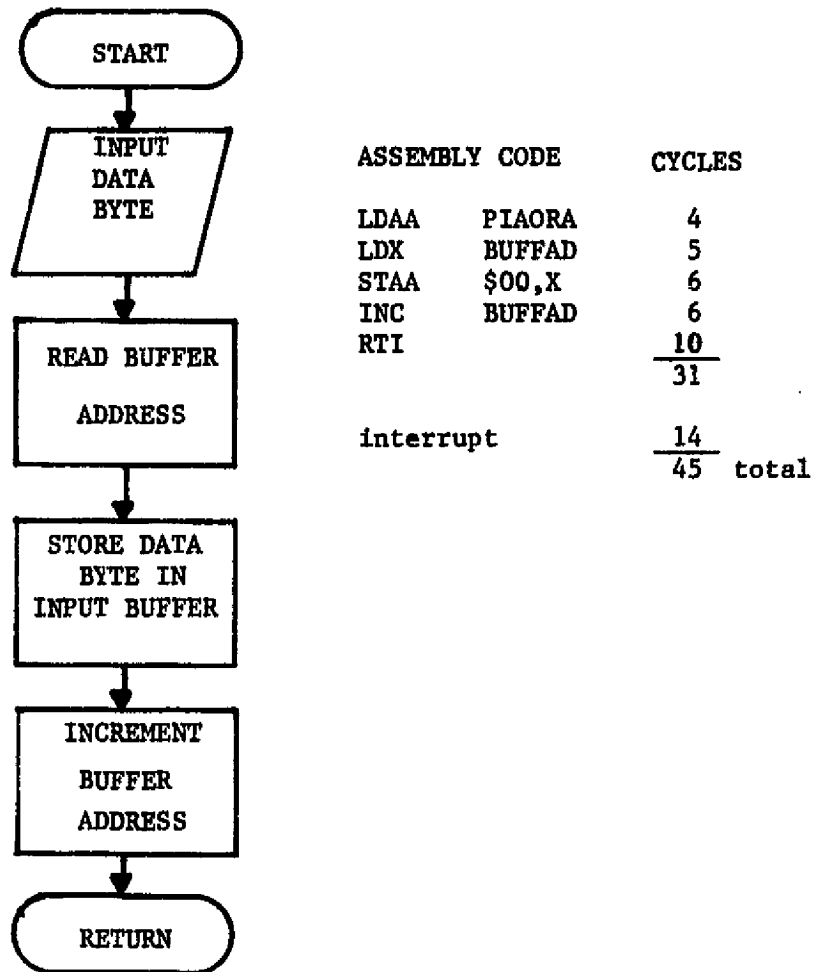 START
INPUT
DATA
BYTE
READ BUFFER
ADDRESS
STORE DATA
BYTE IN
INPUT BUFFER
INCREMENT
BUFFER
ADDRESS
RETURN
ASSEMBLY CODE CYCLES
LDAA PIAORA 4
LDX BUFFAD 5
STAA $00,X 6
INC BUFFAD 6
RTI 10
31
interrupt 14
45 total